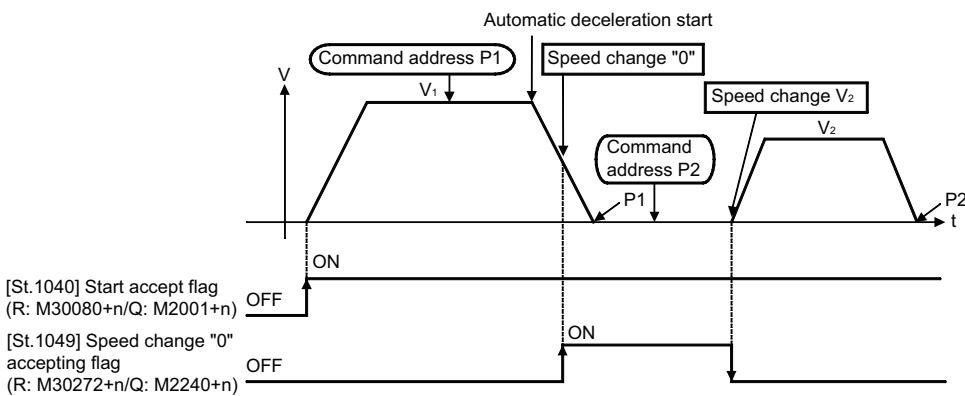 Automatic deceleration start
Command address P1
Speed change "0"
V
V1
Speed change V2
V2
Command
address P2
P1
P2
t
ON
[St.1040] Start accept flag
(R: M30080+n/Q: M2001+n)
OFF
ON
[St.1049] Speed change "0"
accepting flag
(R: M30272+n/Q: M2240+n)
OFF